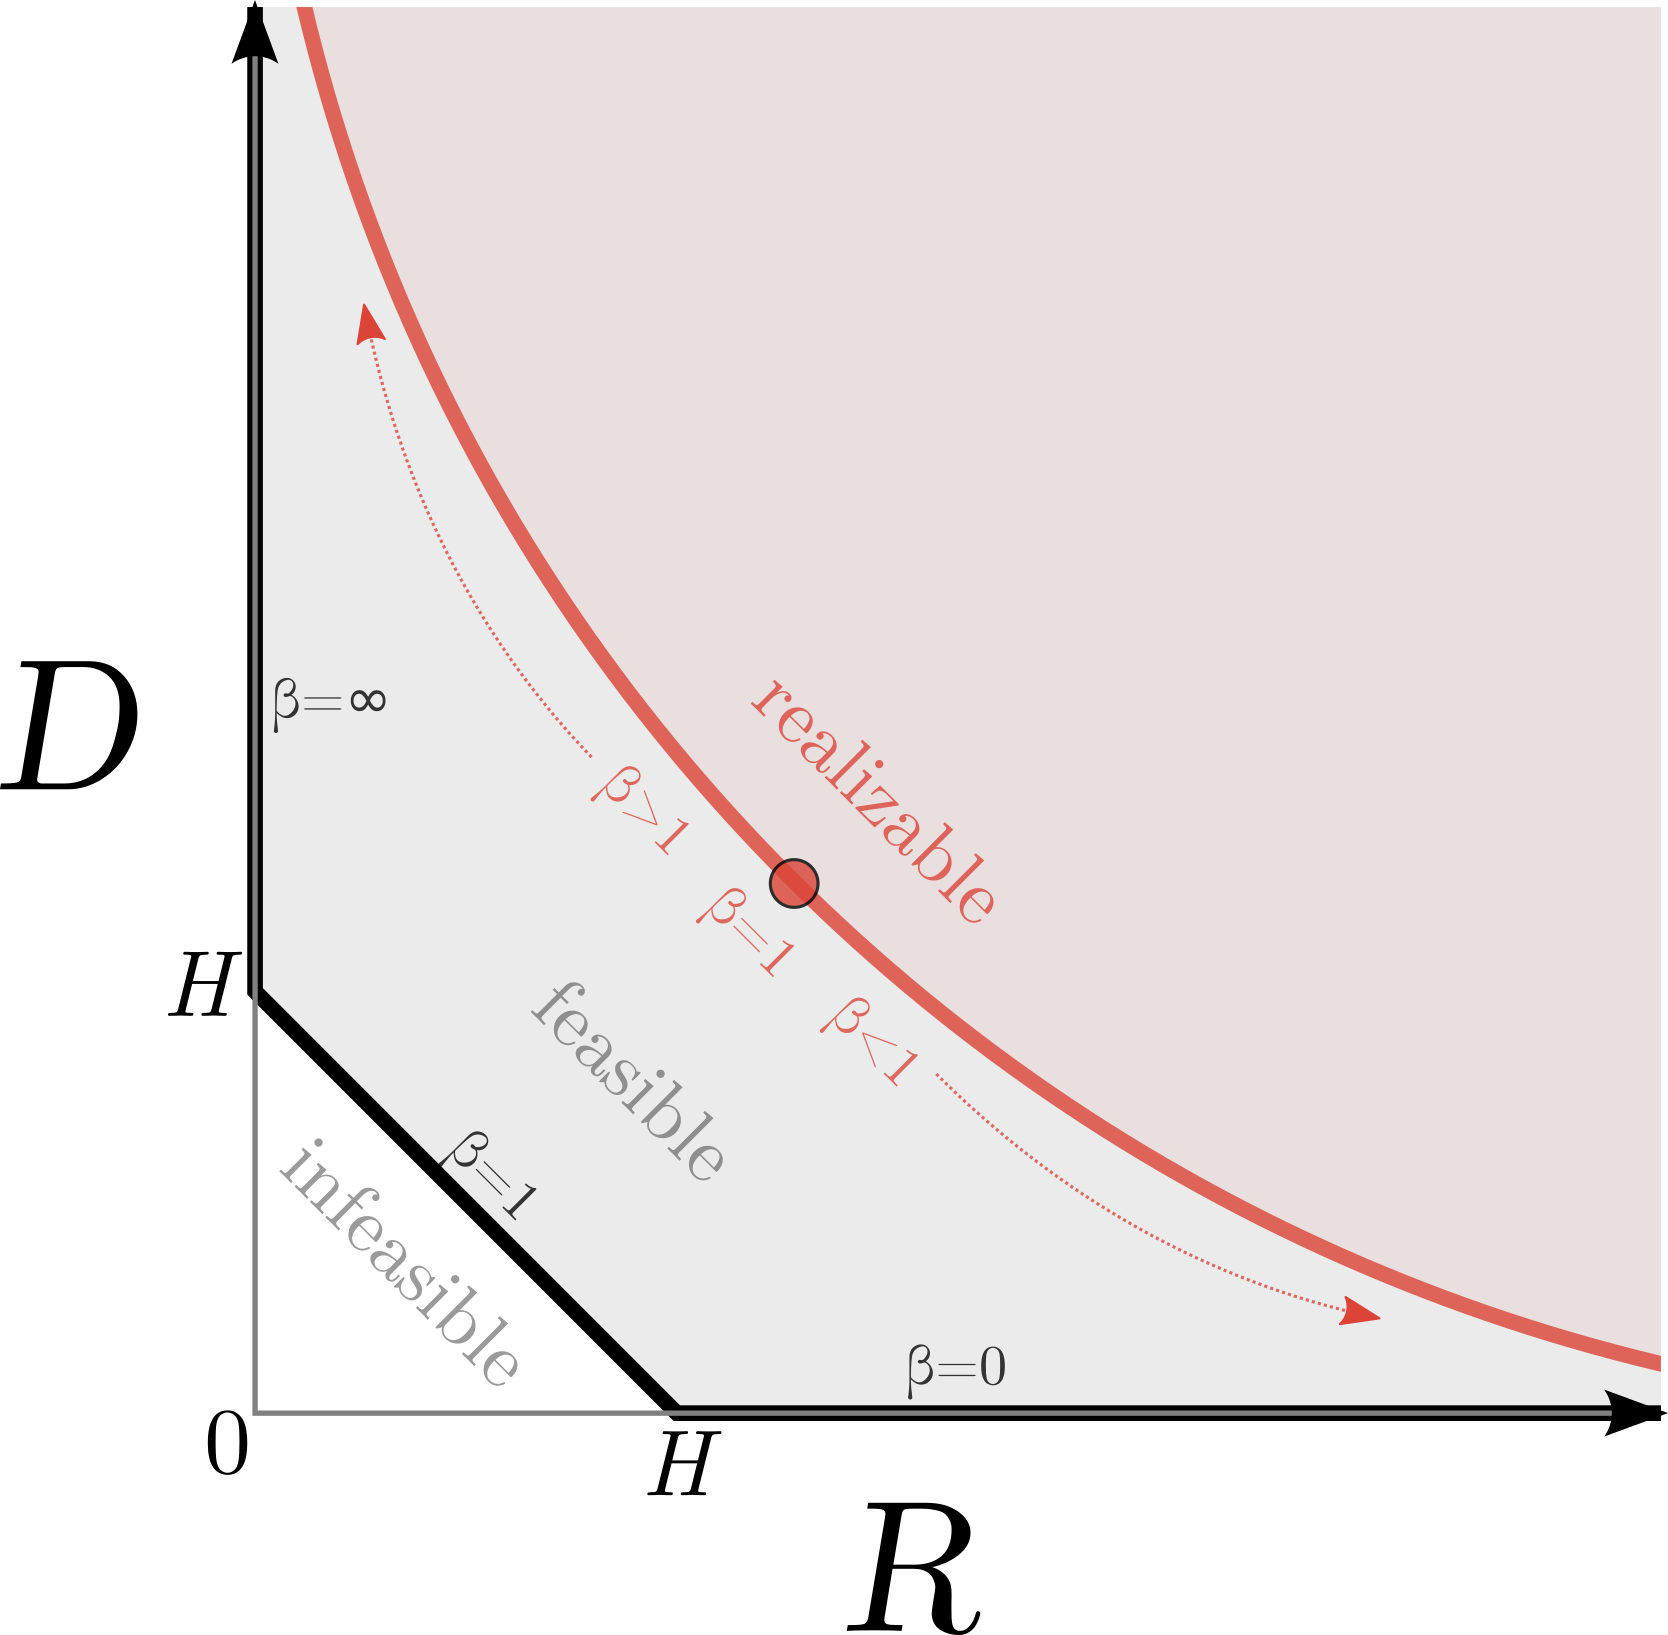 D
β=∞
realizable
β>1
β=1
β<1
H
feasible
β=1
infeasible
β=0
0
H
R